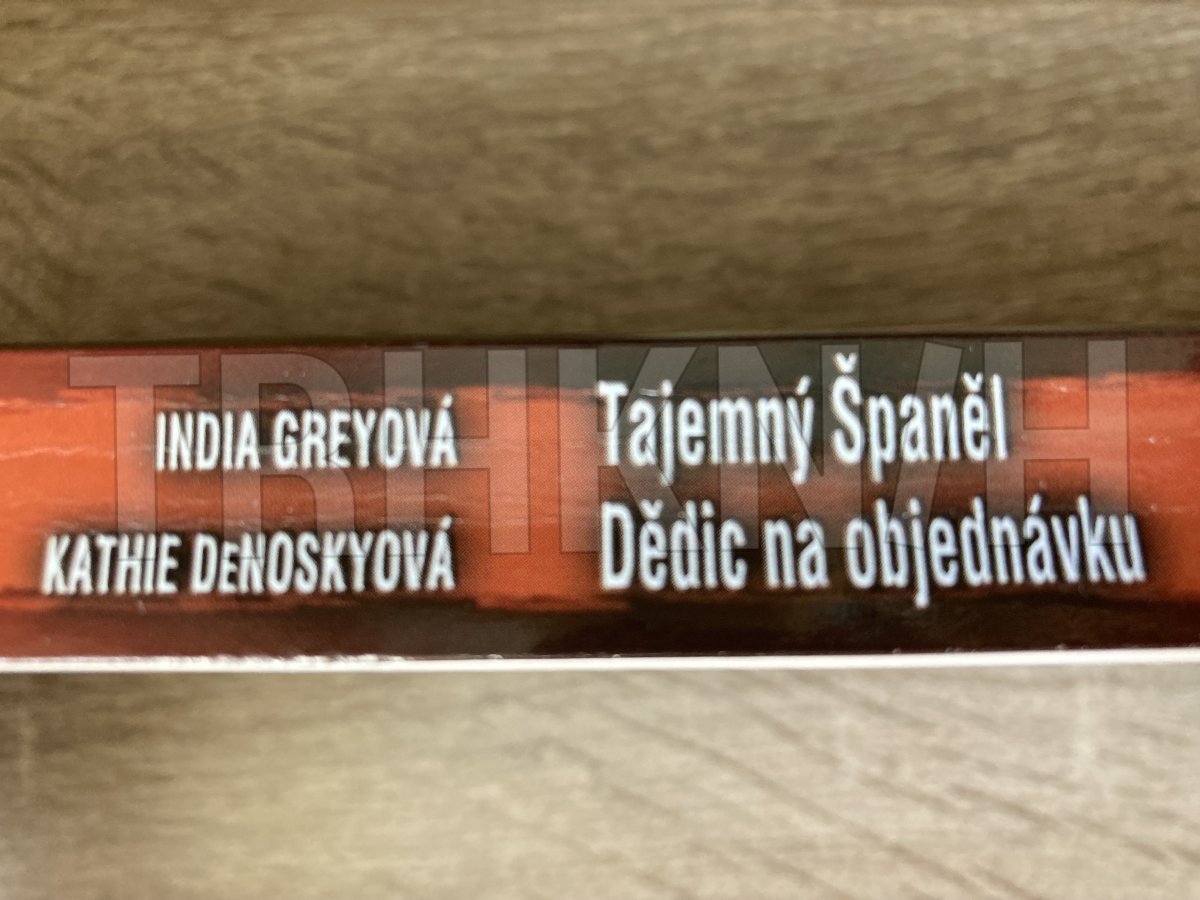 TRHKNIH
INDIA GREYOVÁ Tajemný Španěl
KATHIE DeNOSKYOVÁ Dědic na objednávku